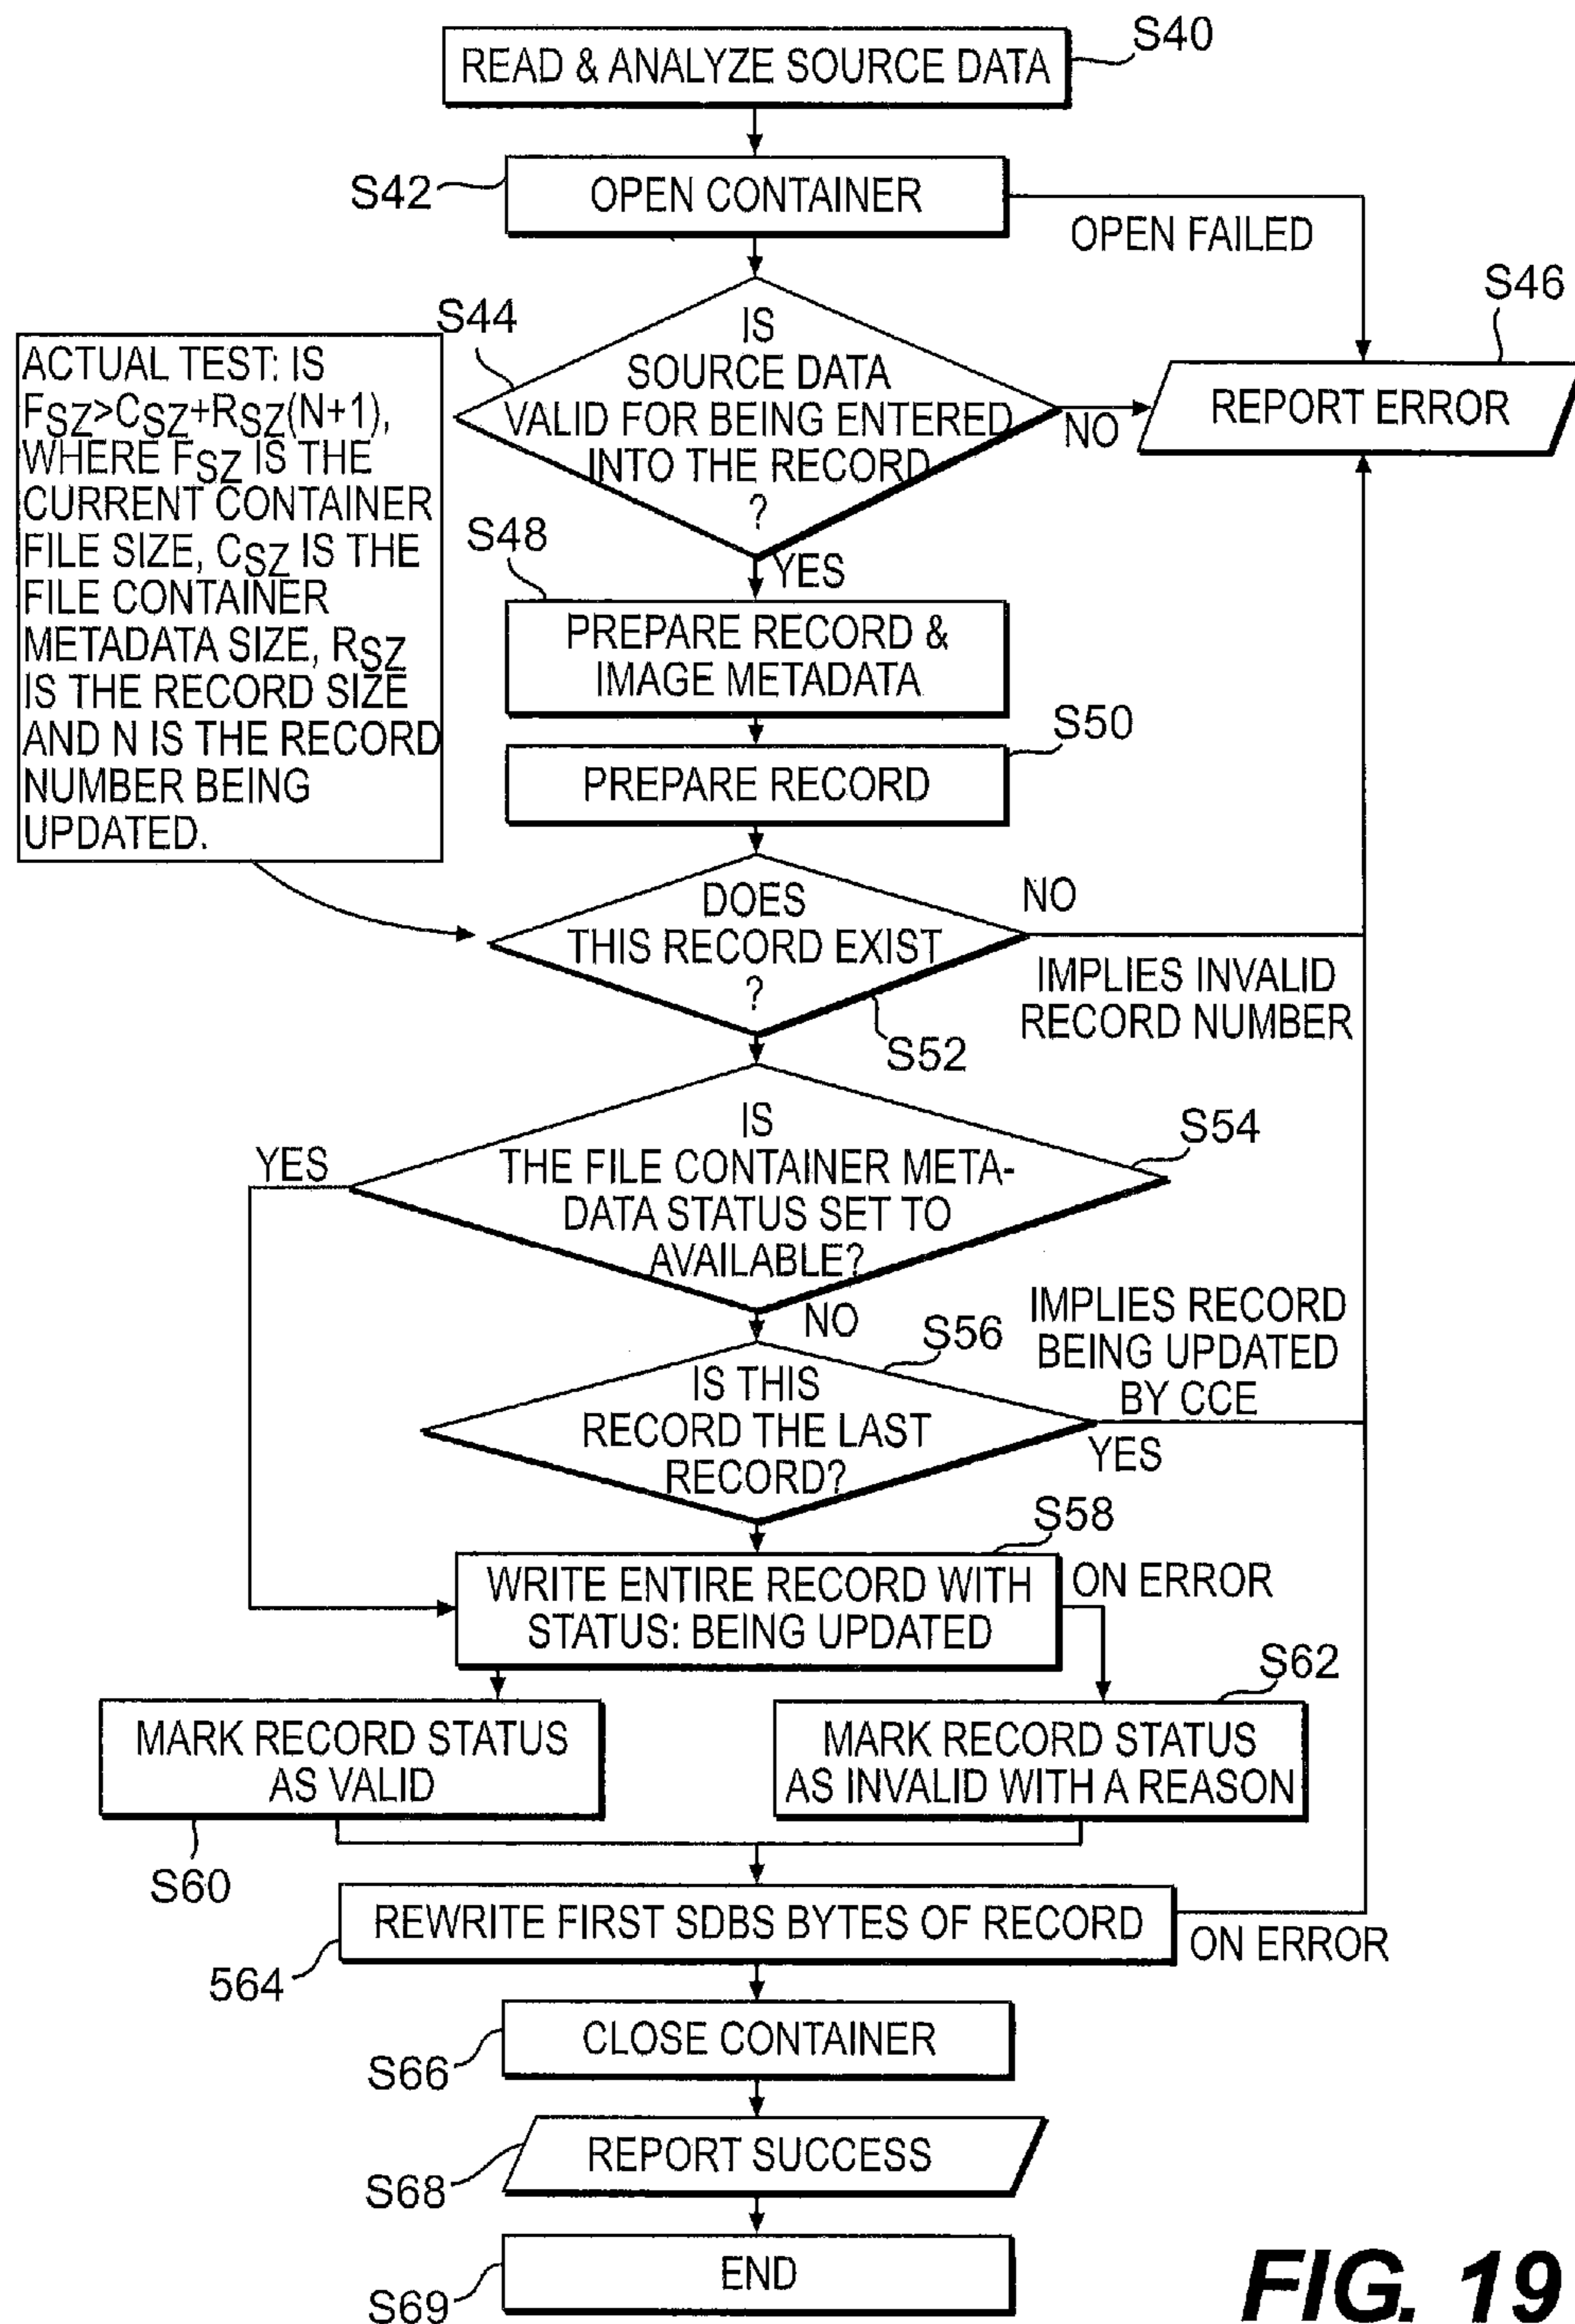 READ & ANALYZE SOURCE DATA
S40
S42
OPEN CONTAINER
OPEN FAILED
S44
IS
SOURCE DATA
VALID FOR BEING ENTERED
INTO THE RECORD
?
NO
YES
S46
REPORT ERROR
ACTUAL TEST: IS
FSZ>CSZ+RSZ(N+1),
WHERE FSZ IS THE
CURRENT CONTAINER
FILE SIZE, CSZ IS THE
FILE CONTAINER
METADATA SIZE, RSZ
IS THE RECORD SIZE
AND N IS THE RECORD
NUMBER BEING
UPDATED.
S48
PREPARE RECORD &
IMAGE METADATA
S50
PREPARE RECORD
DOES
THIS RECORD EXIST
?
NO
IMPLIES INVALID
RECORD NUMBER
S52
IS
THE FILE CONTAINER META-
DATA STATUS SET TO
AVAILABLE?
S54
YES
NO
S56
IS THIS
RECORD THE LAST
RECORD?
IMPLIES RECORD
BEING UPDATED
BY CCE
YES
S58
WRITE ENTIRE RECORD WITH
STATUS: BEING UPDATED
ON ERROR
MARK RECORD STATUS
AS VALID
S60
S62
MARK RECORD STATUS
AS INVALID WITH A REASON
REWRITE FIRST SDBS BYTES OF RECORD
ON ERROR
564
CLOSE CONTAINER
S66
REPORT SUCCESS
S68
END
S69
FIG. 19